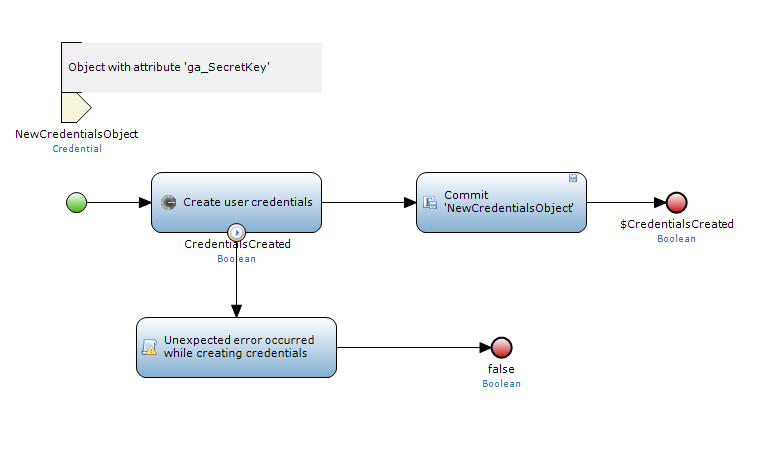 Object with attribute 'ga_SecretKey'
NewCredentialsObject
Credential
Create user credentials
Commit
'NewCredentialsObject'
$CredentialsCreated
Boolean
CredentialsCreated
Boolean
Unexpected error occurred
while creating credentials
false
Boolean